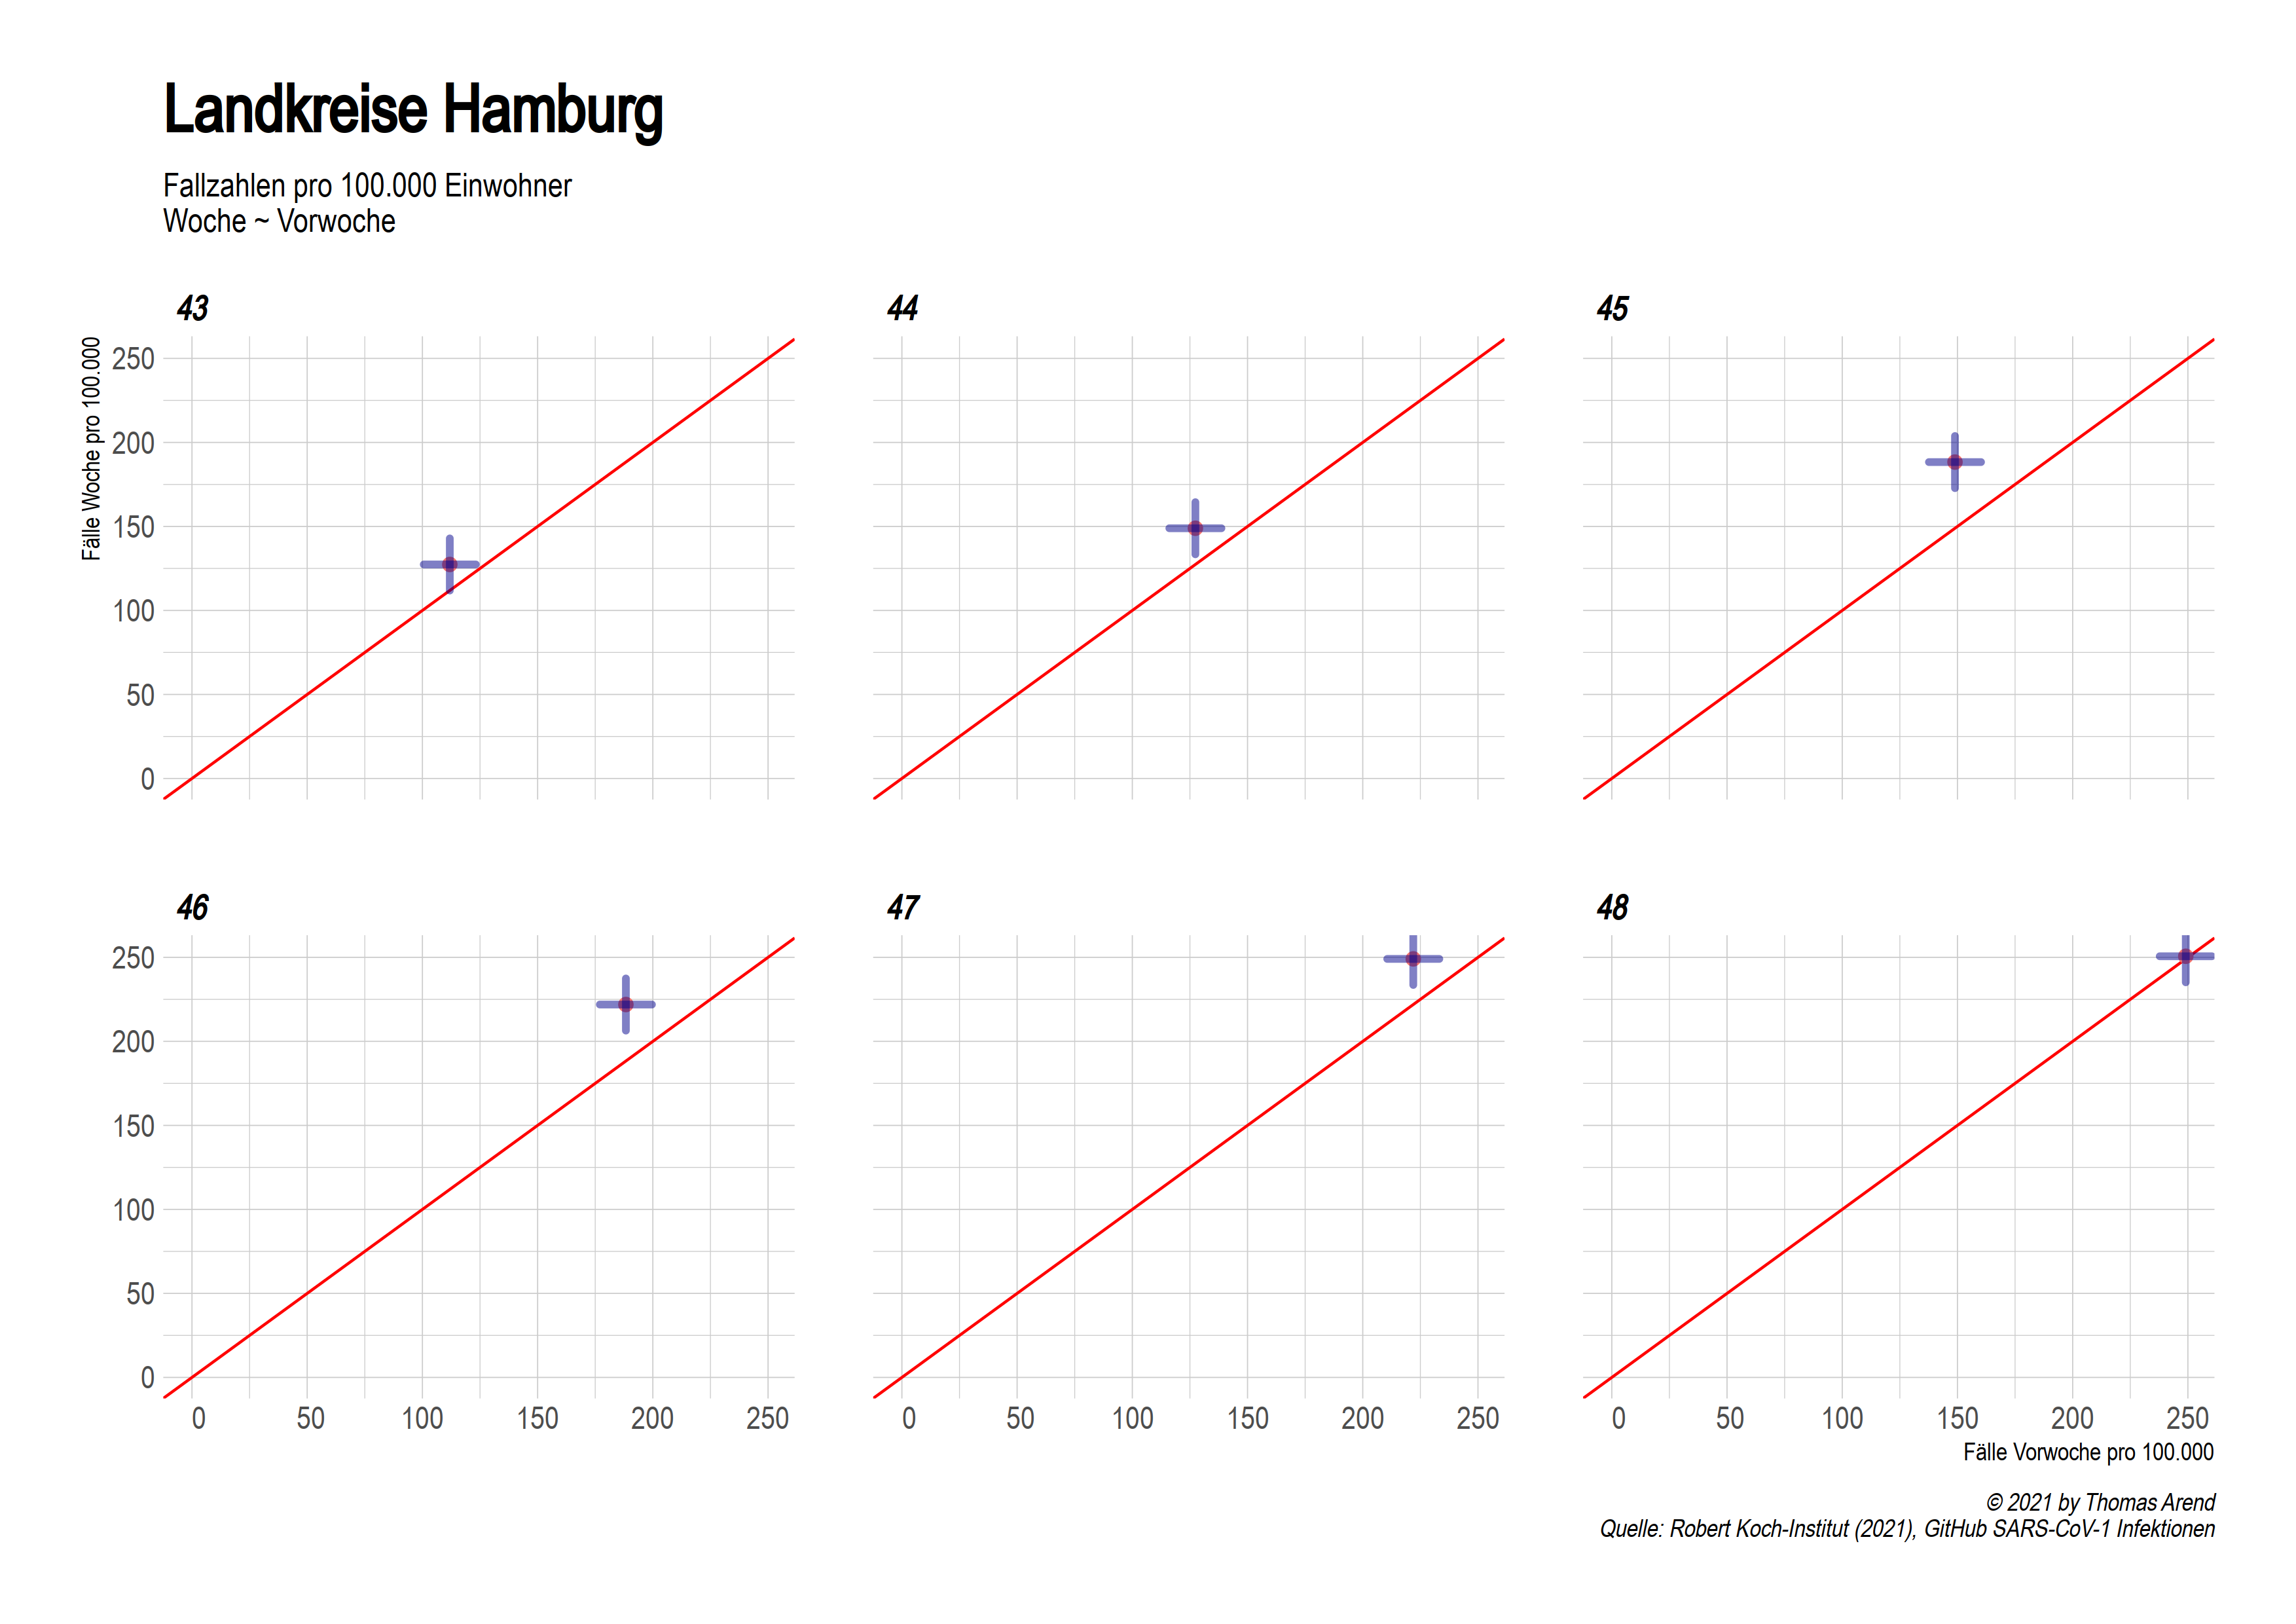 Landkreise Hamburg
Fallzahlen pro 100.000 Einwohner
Woche ~ Vorwoche
43
44
45
Fälle Woche pro 100.000
250
200
150
100
50
0
46
47
48
250
200
150
100
50
0
0 50 100 150 200 250
0 50 100 150 200 250
0 50 100 150 200 250
Fälle Vorwoche pro 100.000
© 2021 by Thomas Arend
Quelle: Robert Koch-Institut (2021), GitHub SARS-CoV-1 Infektionen